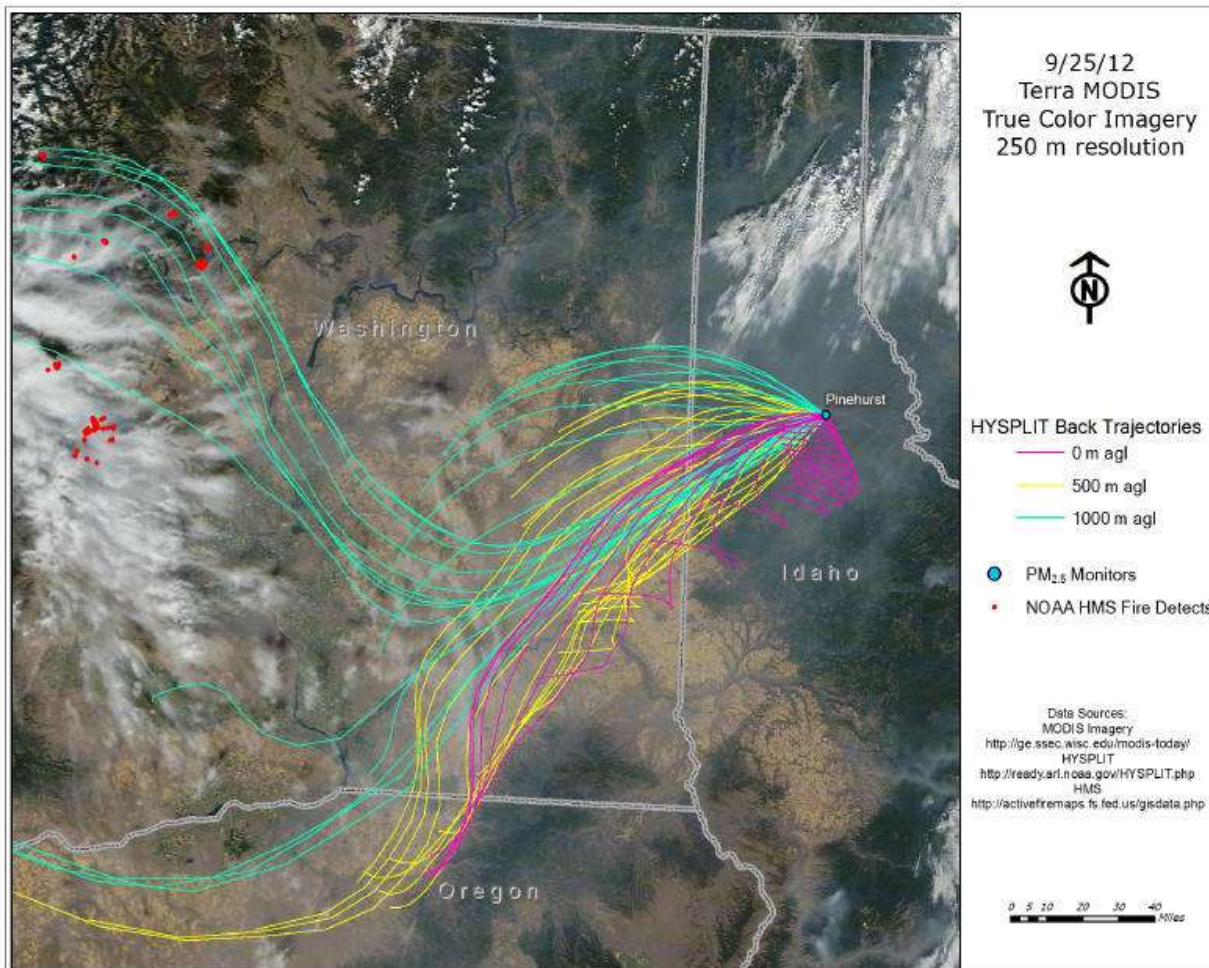 9/25/12
Terra MODIS
True Color Imagery
250 m resolution
N
Washington
Pinehurst
HYSPLIT Back Trajectories
0 m agl
500 m agl
1000 m agl
Idaho
PM2.5 Monitors
NOAA HMS Fire Detects
Data Sources:
MODIS Imagery
http://ge.ssec.wisc.edu/modis-today/
HYSPLIT
http://ready.arl.noaa.gov/HYSPLIT.php
HMS
http://activefiremaps.fs.fed.us/gisdata.php
Oregon
0 5 10 20 30 40
Miles